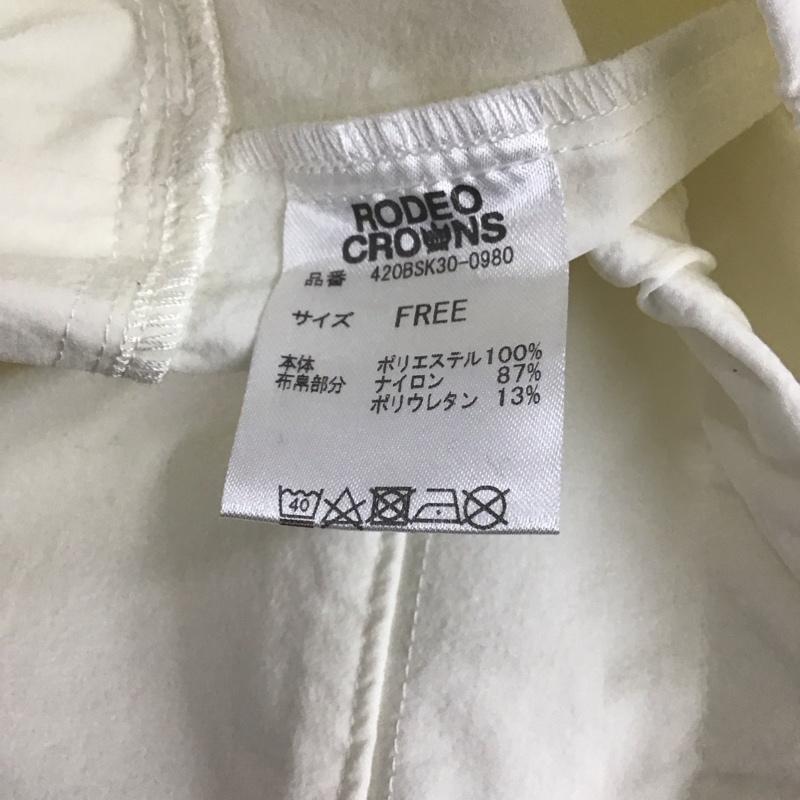 RODEO
CROWNS
品番 420BSK30-0980
サイズ FREE
本体 ポリエステル100%
布帛部分 ナイロン 87%
ポリウレタン 13%
40